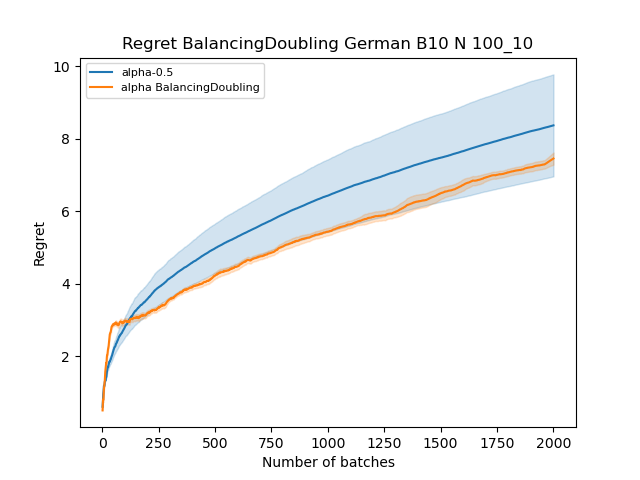 Regret BalancingDoubling German B10 N 100_10
alpha-0.5
alpha BalancingDoubling
10
8
6
4
2
Regret
0 250 500 750 1000 1250 1500 1750 2000
Number of batches